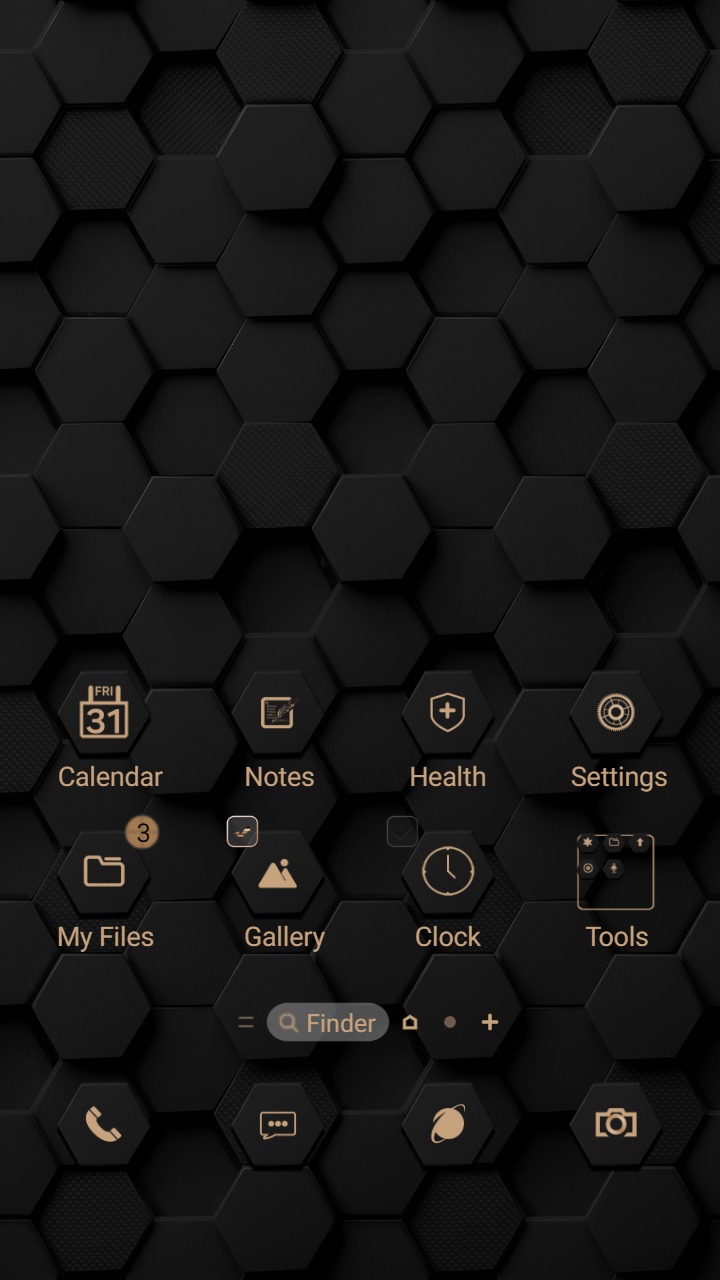 FRI
31
Calendar
Notes
Health
Settings
3
My Files
Gallery
Clock
Tools
Finder